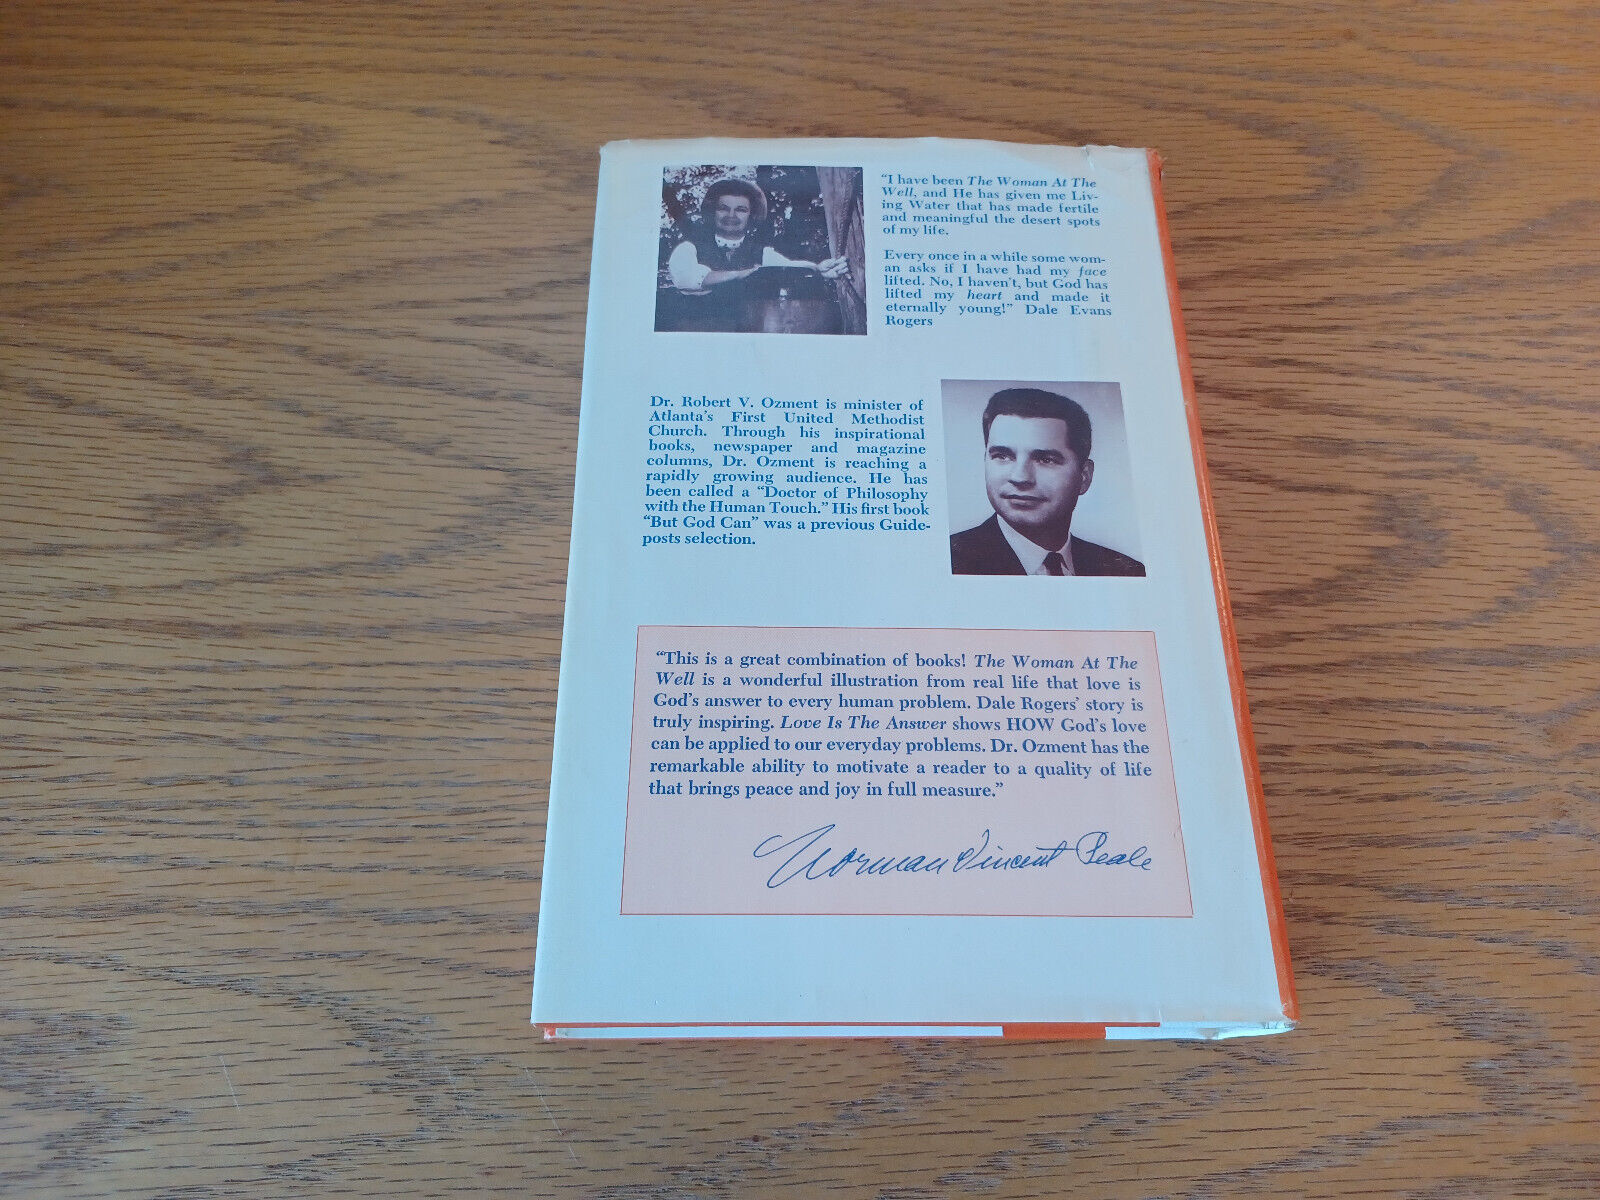 “I have been The Woman At The
Well, and He has given me Liv-
ing Water that has made fertile
and meaningful the desert spots
of my life.
Every once in a while some wom-
an asks if I have had my face
lifted. No, I haven't, but God has
lifted my heart and made it
eternally young!” Dale Evans
Rogers
Dr. Robert V. Ozment is minister of
Atlanta's First United Methodist
Church. Through his inspirational
books, newspaper and magazine
columns, Dr. Ozment is reaching a
rapidly growing audience. He has
been called a “Doctor of Philosophy
with the Human Touch.” His first book
“But God Can” was a previous Guide-
posts selection.
“This is a great combination of books! The Woman At The
Well is a wonderful illustration from real life that love is
God's answer to every human problem. Dale Rogers' story is
truly inspiring. Love Is The Answer shows HOW God's love
can be applied to our everyday problems. Dr. Ozment has the
remarkable ability to motivate a reader to a quality of life
that brings peace and joy in full measure.”
Norman Vincent Peale